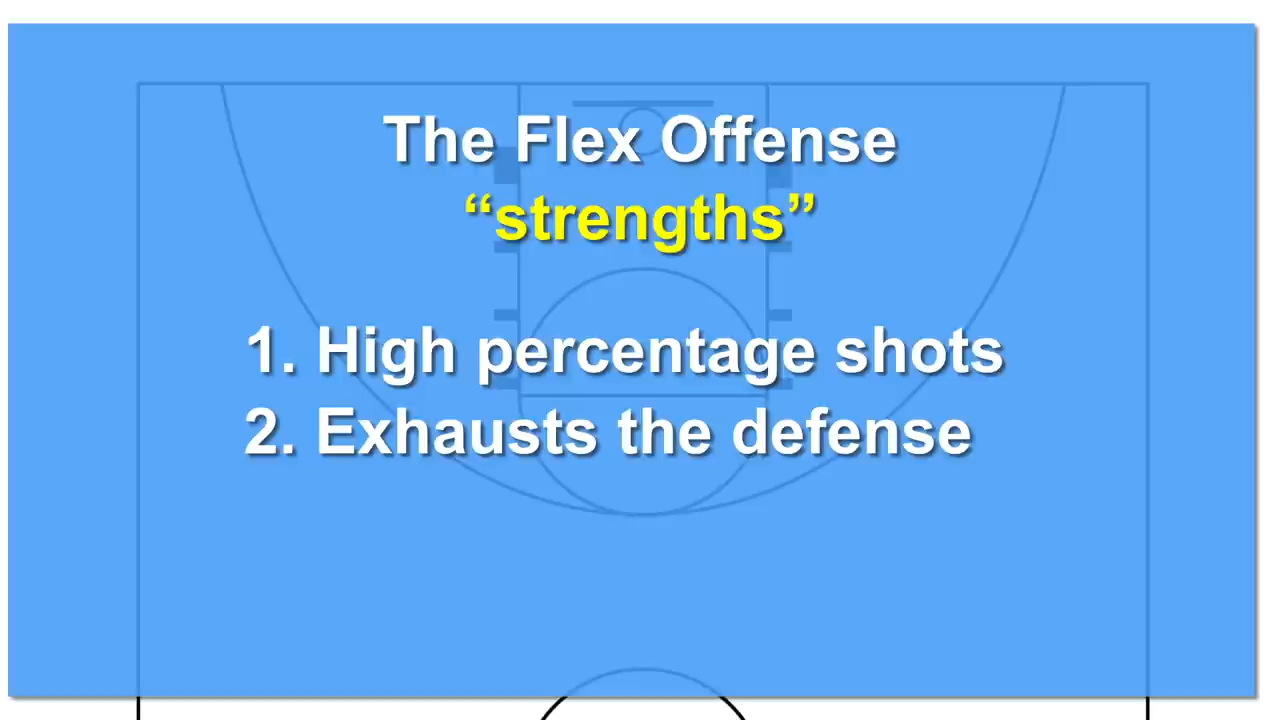 The Flex Offense
“strengths”
1. High percentage shots
2. Exhausts the defense